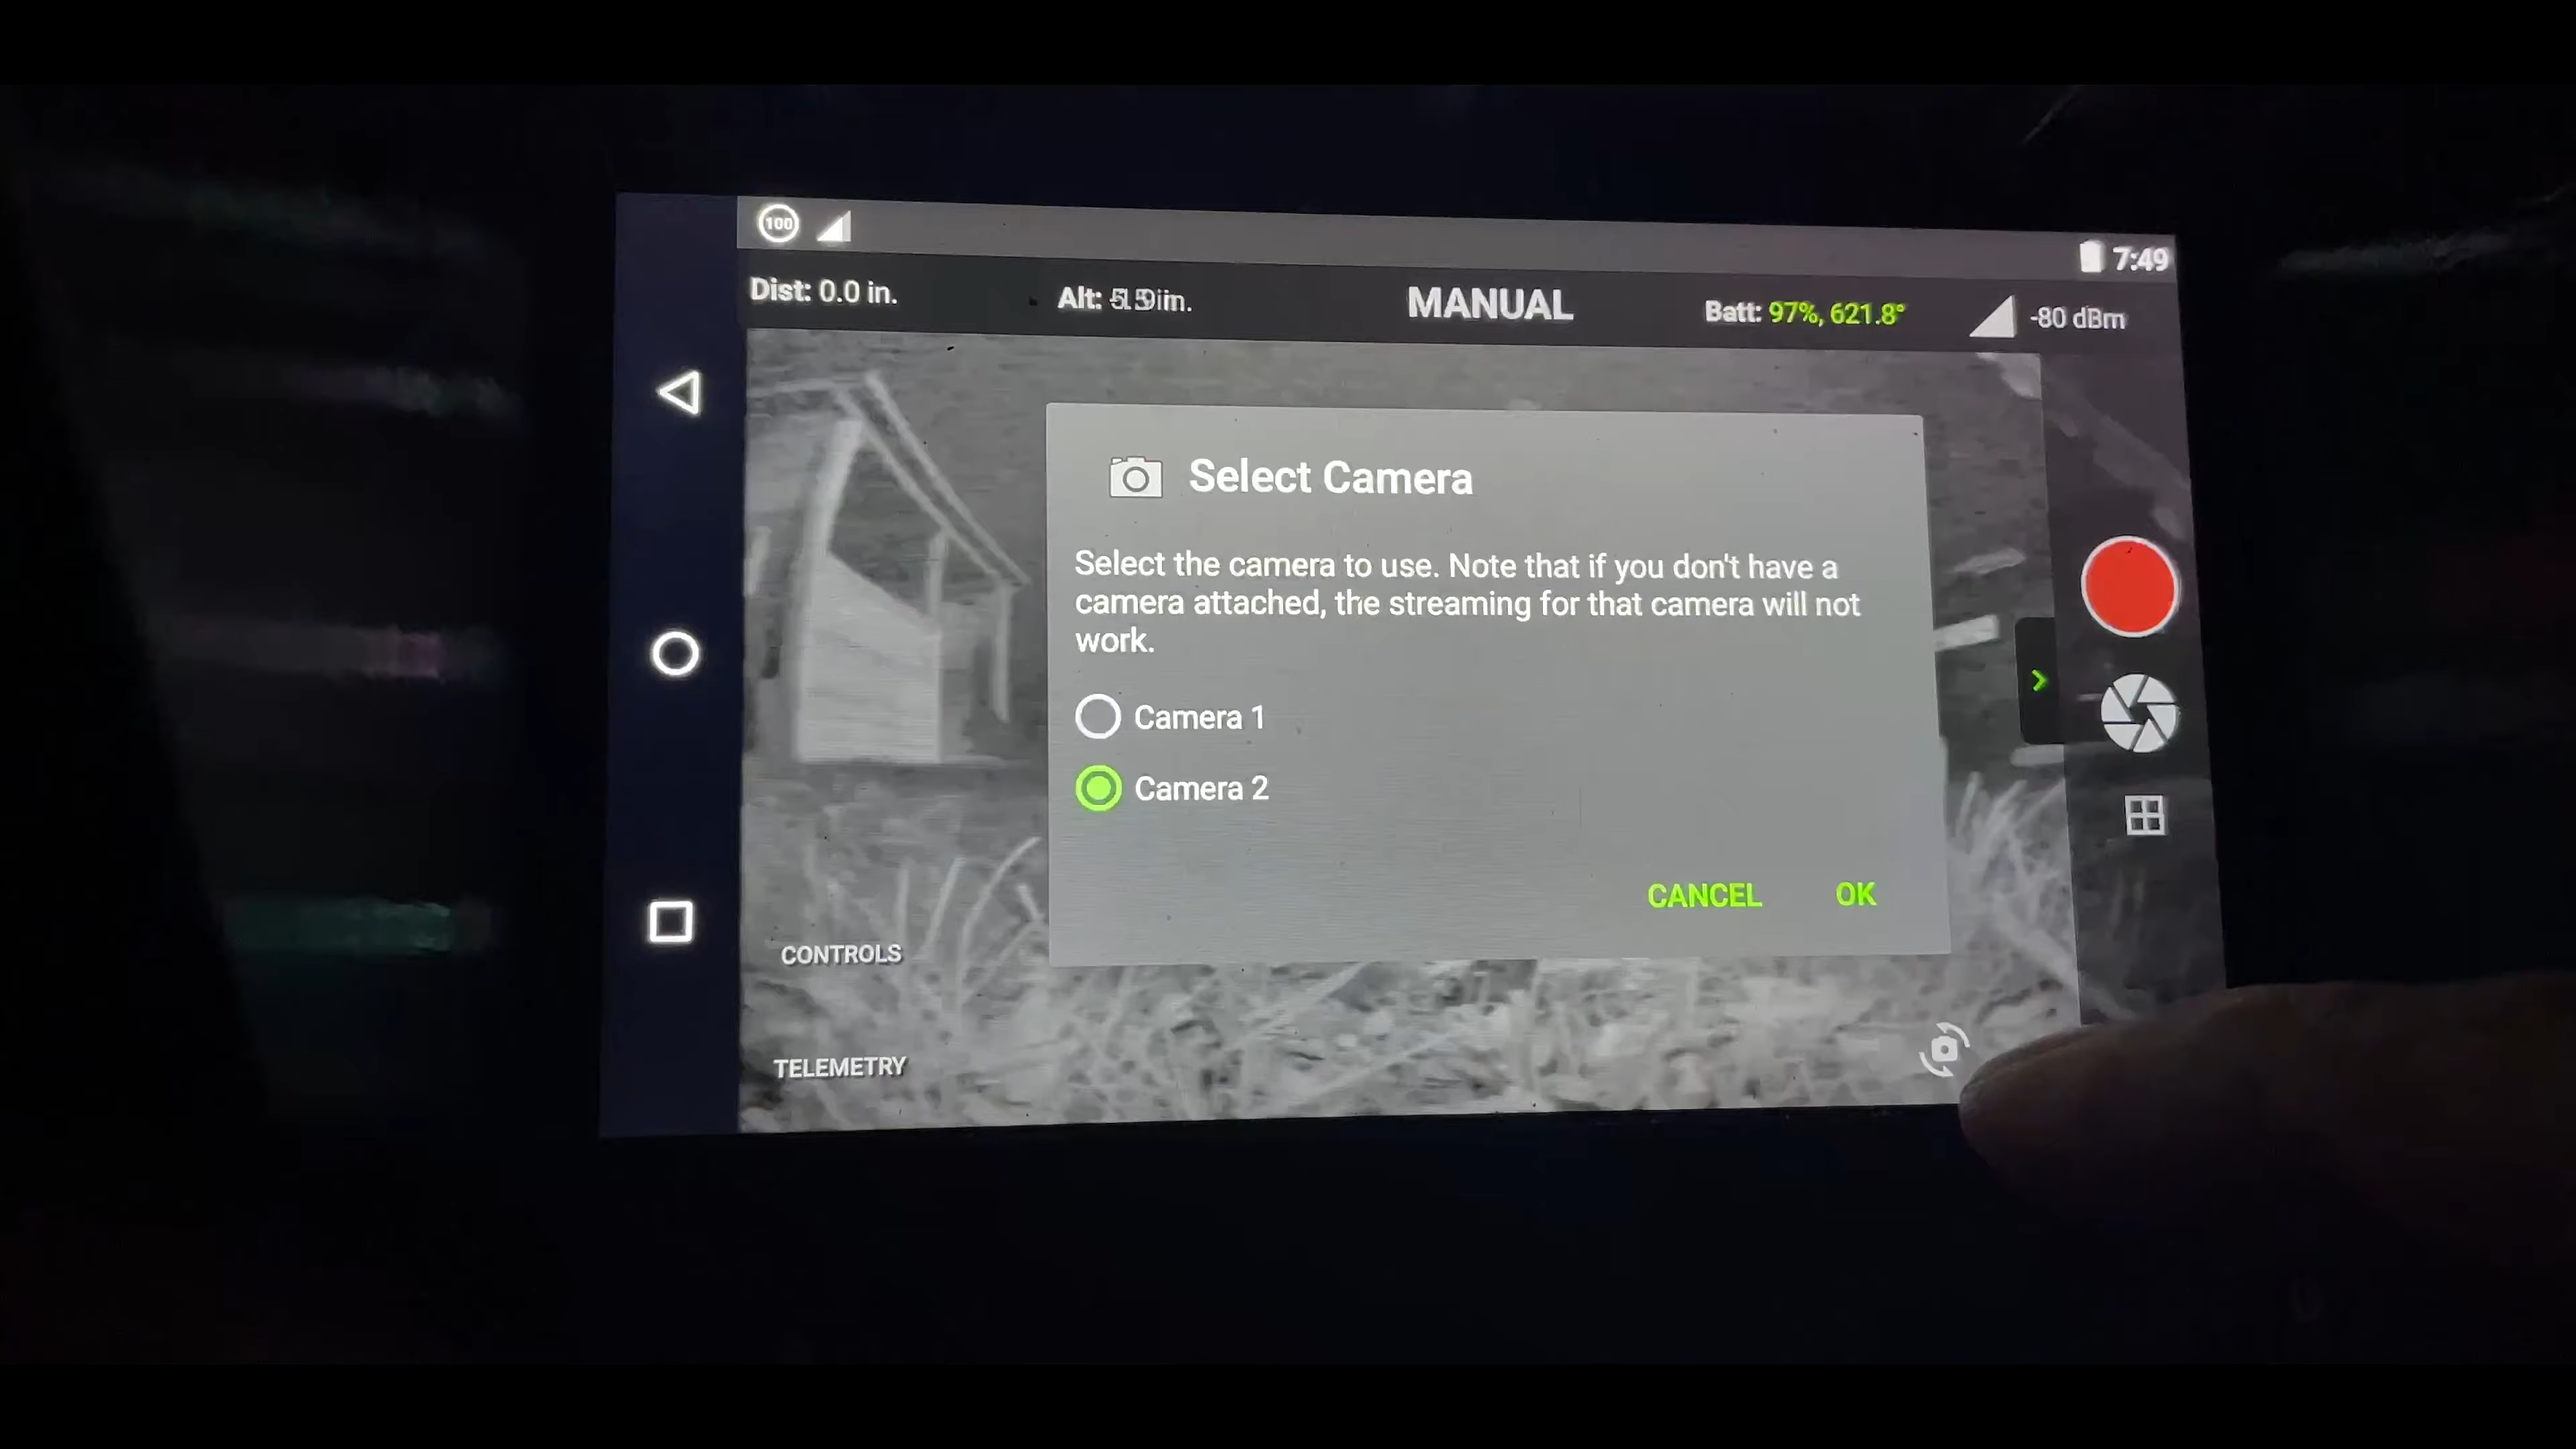 100
7:49
Dist: 0.0 in.
Alt: in.
MANUAL
Batt: 97%, 621.8°
-80 dBm
Select Camera
Select the camera to use. Note that if you don't have a
camera attached, the streaming for that camera will not
work.
Camera 1
Camera 2
CANCEL
OK
CONTROLS
TELEMETRY